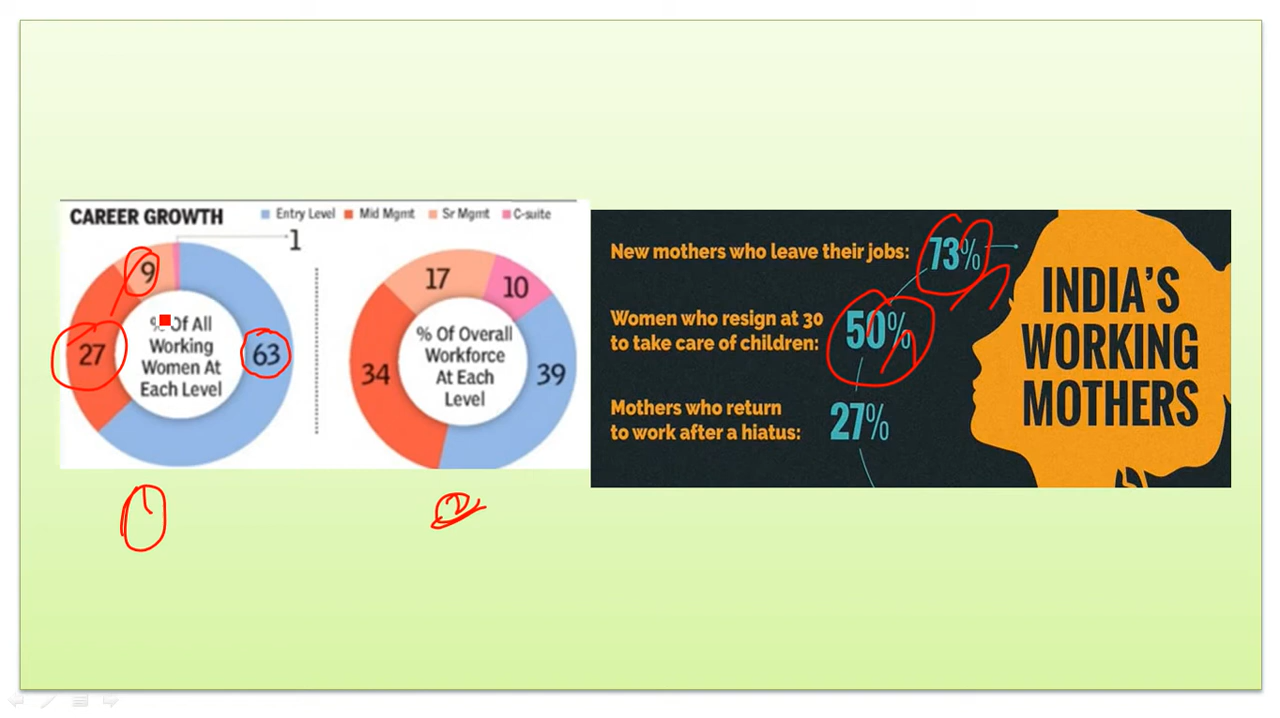 CAREER GROWTH
Entry Level Mid Mgmt Sr Mgmt C-suite
1
9
27
63
% Of All
Working
Women At
Each Level
17
10
34
39
% Of Overall
Workforce
At Each
Level
1
2
New mothers who leave their jobs: 73%
Women who resign at 30
to take care of children: 50%
Mothers who return
to work after a hiatus: 27%
INDIA'S
WORKING
MOTHERS